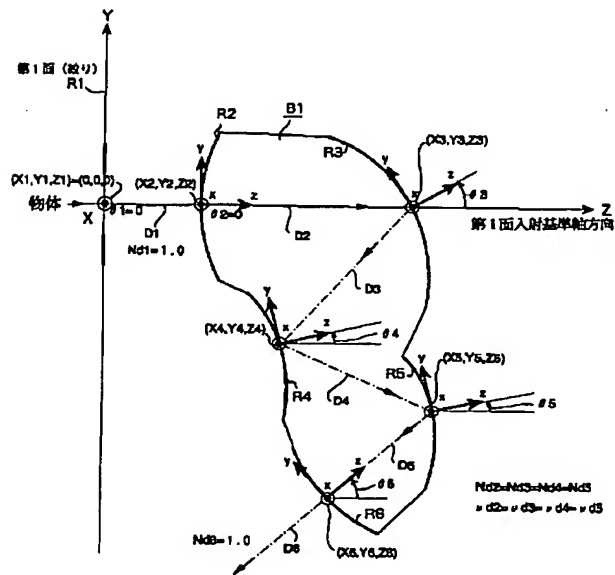 Y
第1面 (絞り)
R1
R2
B1
R3
(X3,Y3,Z3)
y
z
θ3
(X1,Y1,Z1)=(0,0,0)
(X2,Y2,Z2)
y
x
z
x
物体
X
θ1=0
θ2=0
Z
D1
D2
第1面入射基準軸方向
Nd1=1.0
D3
y
x
z
θ4
(X4,Y4,Z4)
(X5,Y5,Z5)
R5
y
x
z
θ5
R4
D4
D5
y
x
z
θ6
Nd2=Nd3=Nd4=Nd5
νd2=νd3=νd4=νd5
R6
Nd6=1.0
D6
(X6,Y6,Z6)